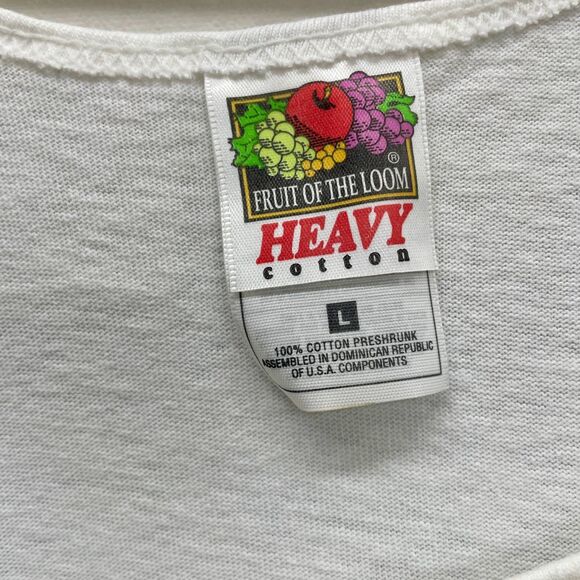 ®
FRUIT OF THE LOOM
HEAVY
cotton
L
100% COTTON PRESHRUNK
ASSEMBLED IN DOMINICAN REPUBLIC
OF U.S.A. COMPONENTS